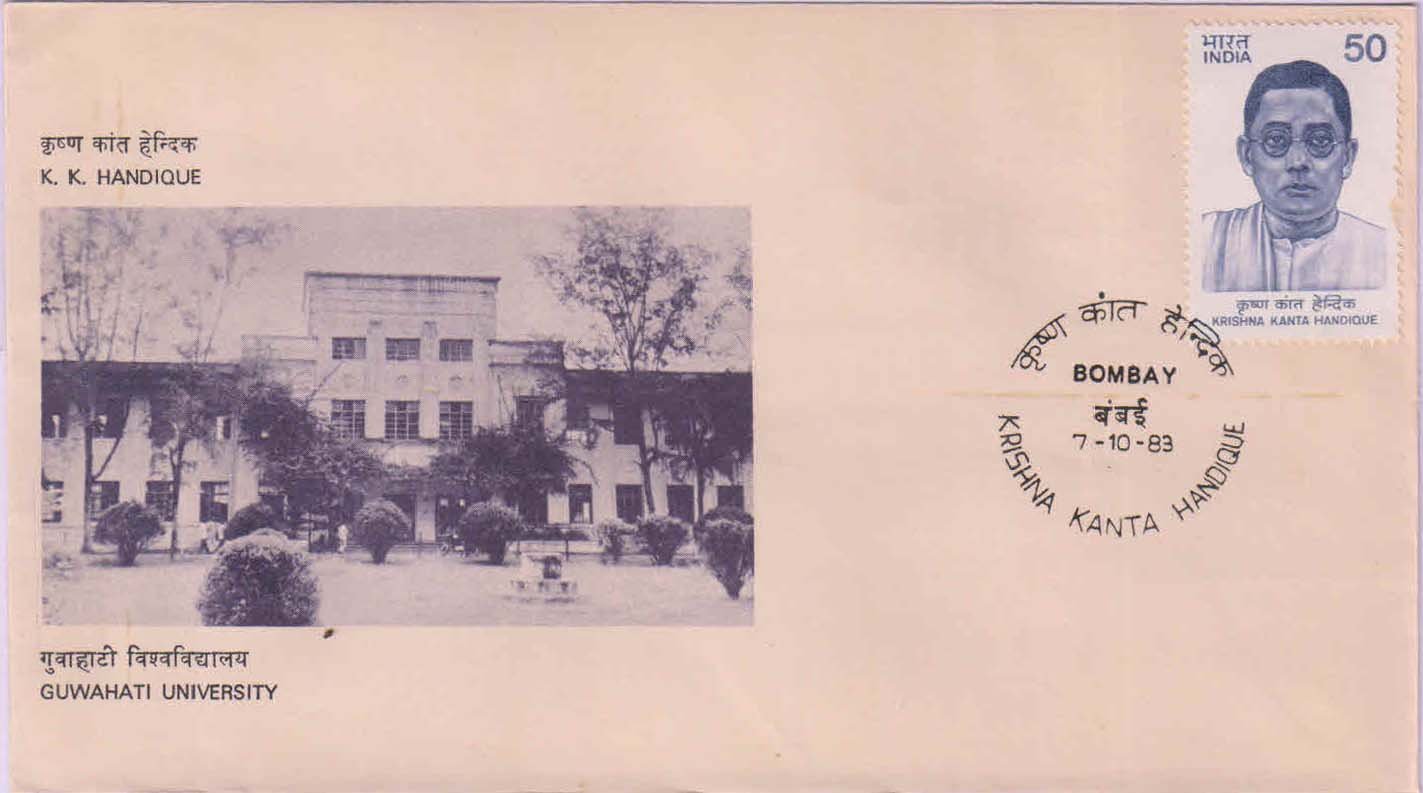 कृष्ण कांत हेन्दिक
K. K. HANDIQUE
गुवाहाटी विश्वविद्यालय
GUWAHATI UNIVERSITY
भारत
INDIA
50
कृष्ण कांत हेन्दिक
KRISHNA KANTA HANDIQUE
कृष्ण कांत हेन्दिक
BOMBAY
बंबई
7-10-83
KRISHNA KANTA HANDIQUE